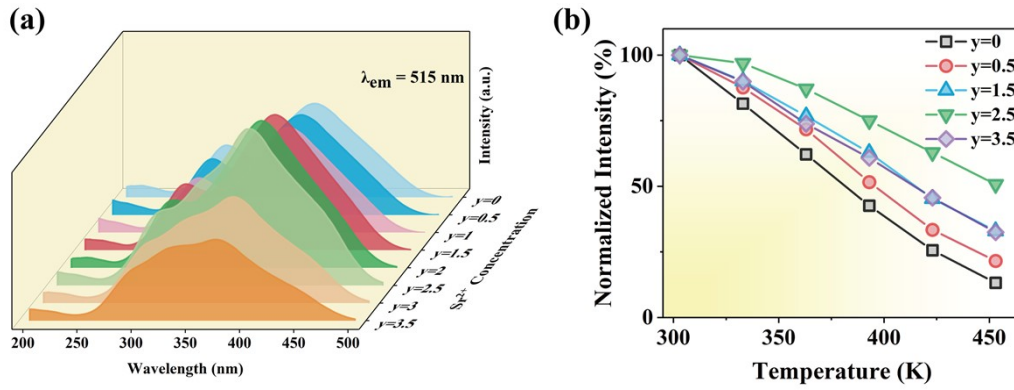 (a)
λem = 515 nm
Intensity (a.u.)
y=0
y=0.5
y=1
y=1.5
y=2
y=2.5
y=3
y=3.5
Sr2+ Concentration
200 250 300 350 400 450 500
Wavelength (nm)
(b)
y=0
y=0.5
y=1.5
y=2.5
y=3.5
100
50
0
Normalized Intensity (%)
300 350 400 450
Temperature (K)